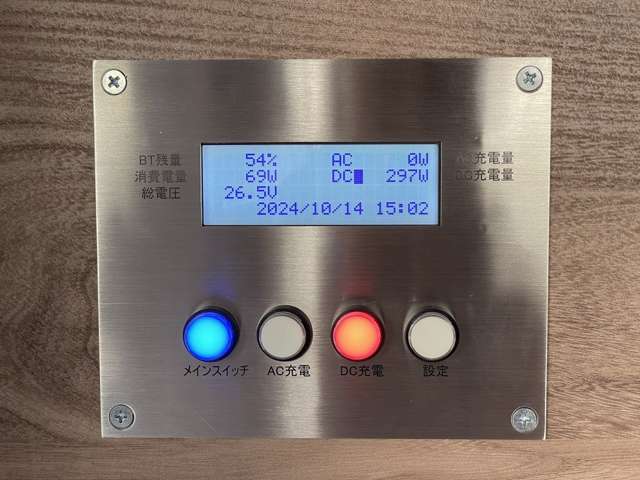 BT残量 54% AC 0W AC充電量
消費電量 69W DC 297W DC充電量
総電圧 26.5V
2024/10/14 15:02
メインスイッチ AC充電 DC充電 設定